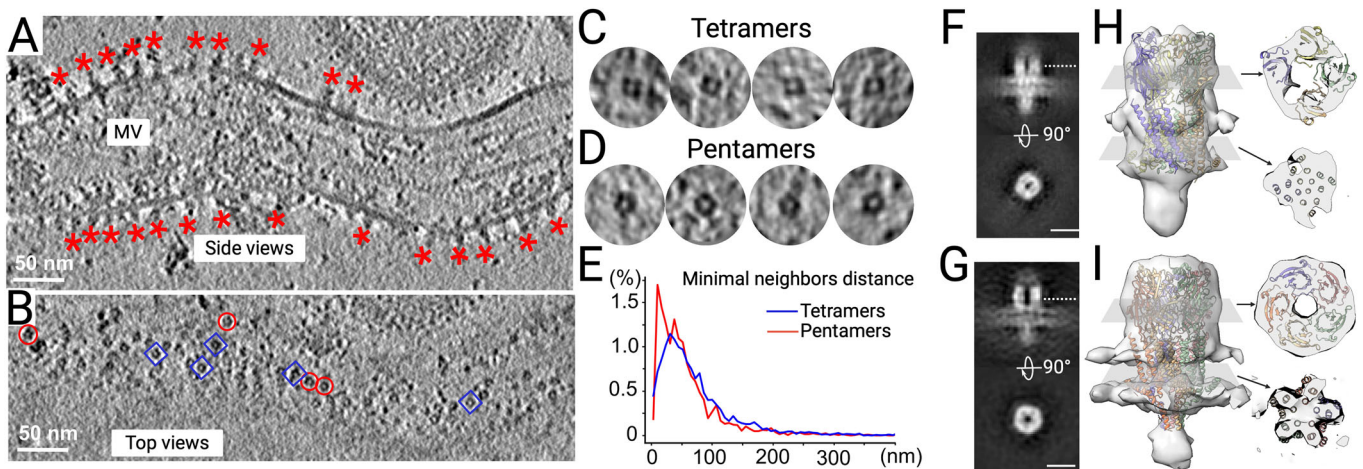 A
MV
Side views
50 nm
B
50 nm
Top views
C
Tetramers
D
Pentamers
E
(%)
Minimal neighbors distance
Tetramers
Pentamers
1.5
1.0
0.5
0
0
100
200
300
(nm)
F
90°
G
90°
H
I